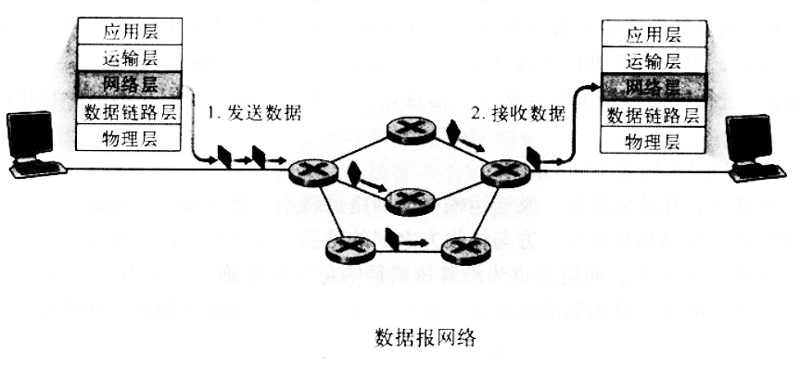 应用层
运输层
网络层
数据链路层
物理层
1. 发送数据
2. 接收数据
应用层
运输层
网络层
数据链路层
物理层
数据报网络